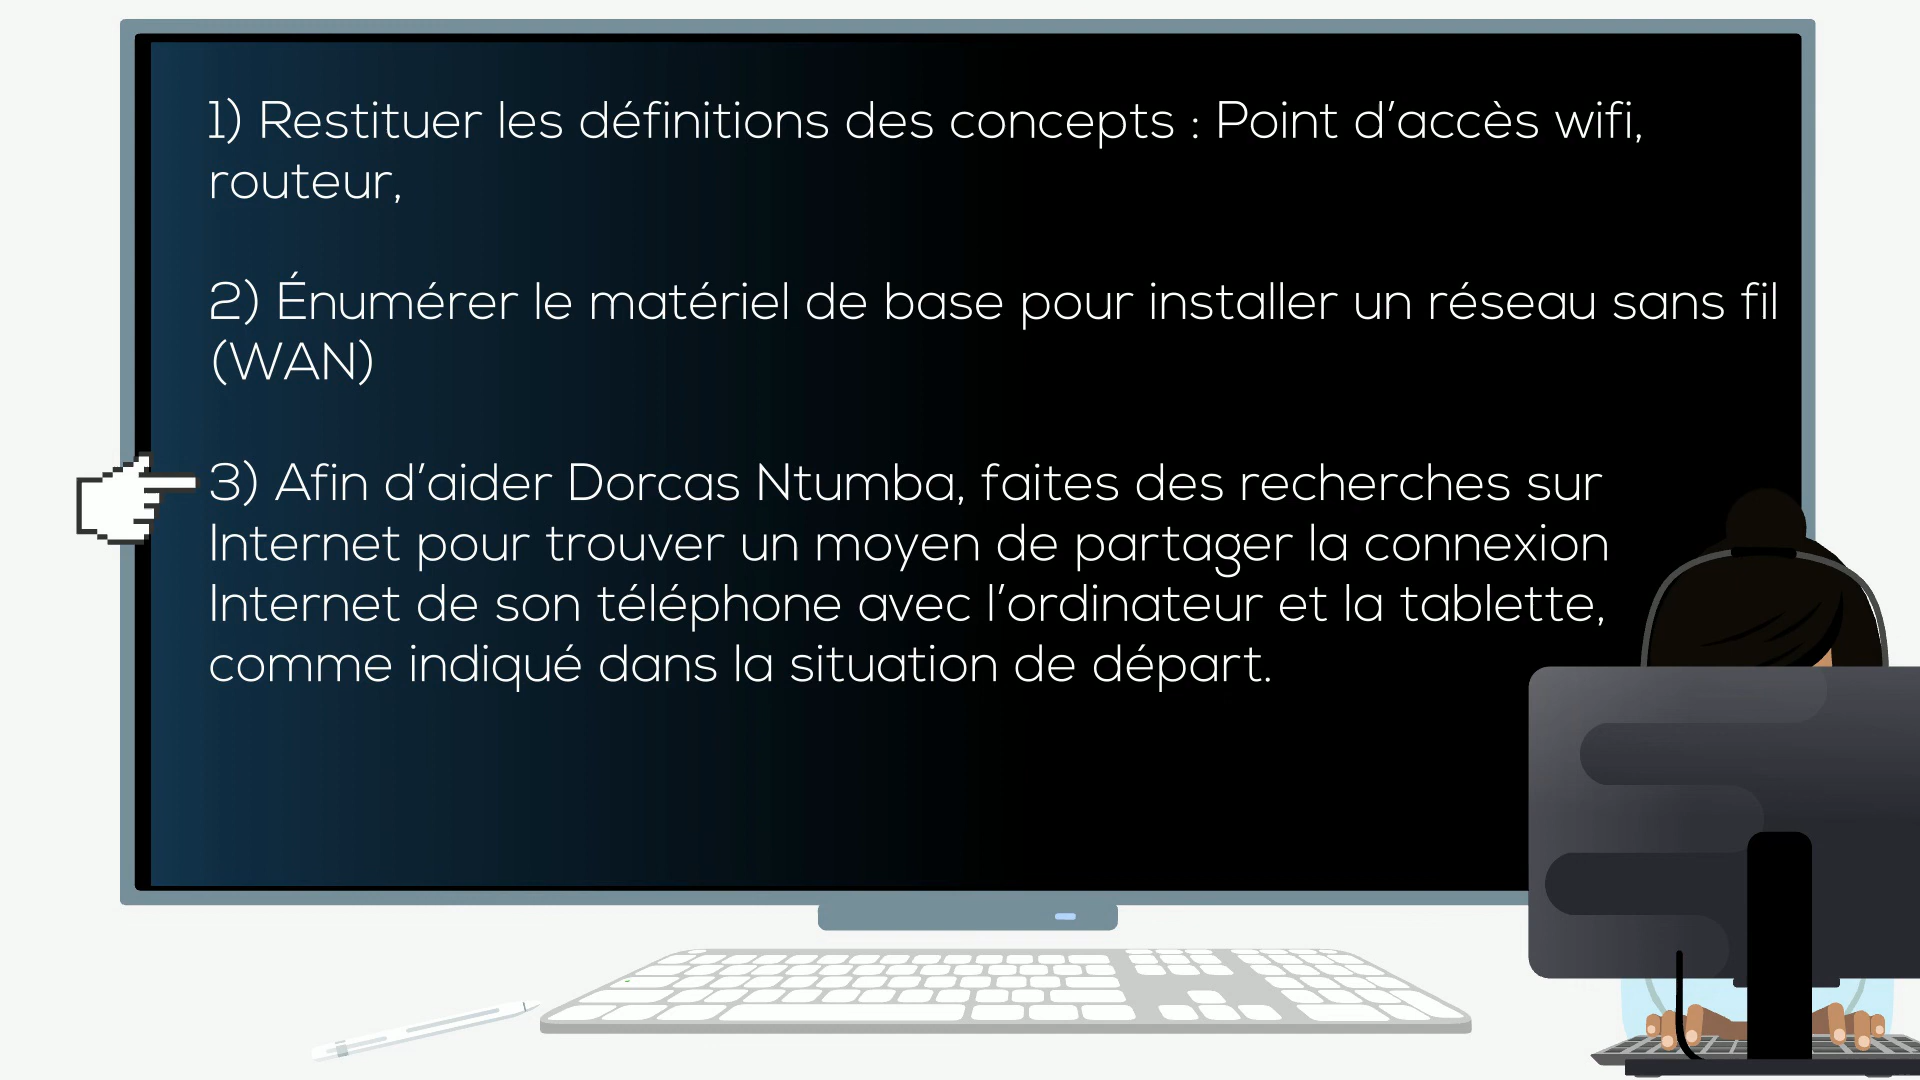 1) Restituer les définitions des concepts : Point d’accès wifi,
routeur,
2) Énumérer le matériel de base pour installer un réseau sans fil
(WAN)
3) Afin d’aider Dorcas Ntumba, faites des recherches sur
Internet pour trouver un moyen de partager la connexion
Internet de son téléphone avec l’ordinateur et la tablette,
comme indiqué dans la situation de départ.